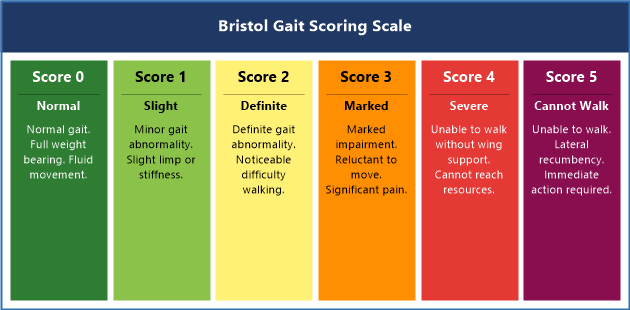 Bristol Gait Scoring Scale
Score 0
Normal
Normal gait.
Full weight
bearing. Fluid
movement.
Score 1
Slight
Minor gait
abnormality.
Slight limp or
stiffness.
Score 2
Definite
Definite gait
abnormality.
Noticeable
difficulty
walking.
Score 3
Marked
Marked
impairment.
Reluctant to
move.
Significant pain.
Score 4
Severe
Unable to walk
without wing
support.
Cannot reach
resources.
Score 5
Cannot Walk
Unable to walk.
Lateral
recumbency.
Immediate
action required.